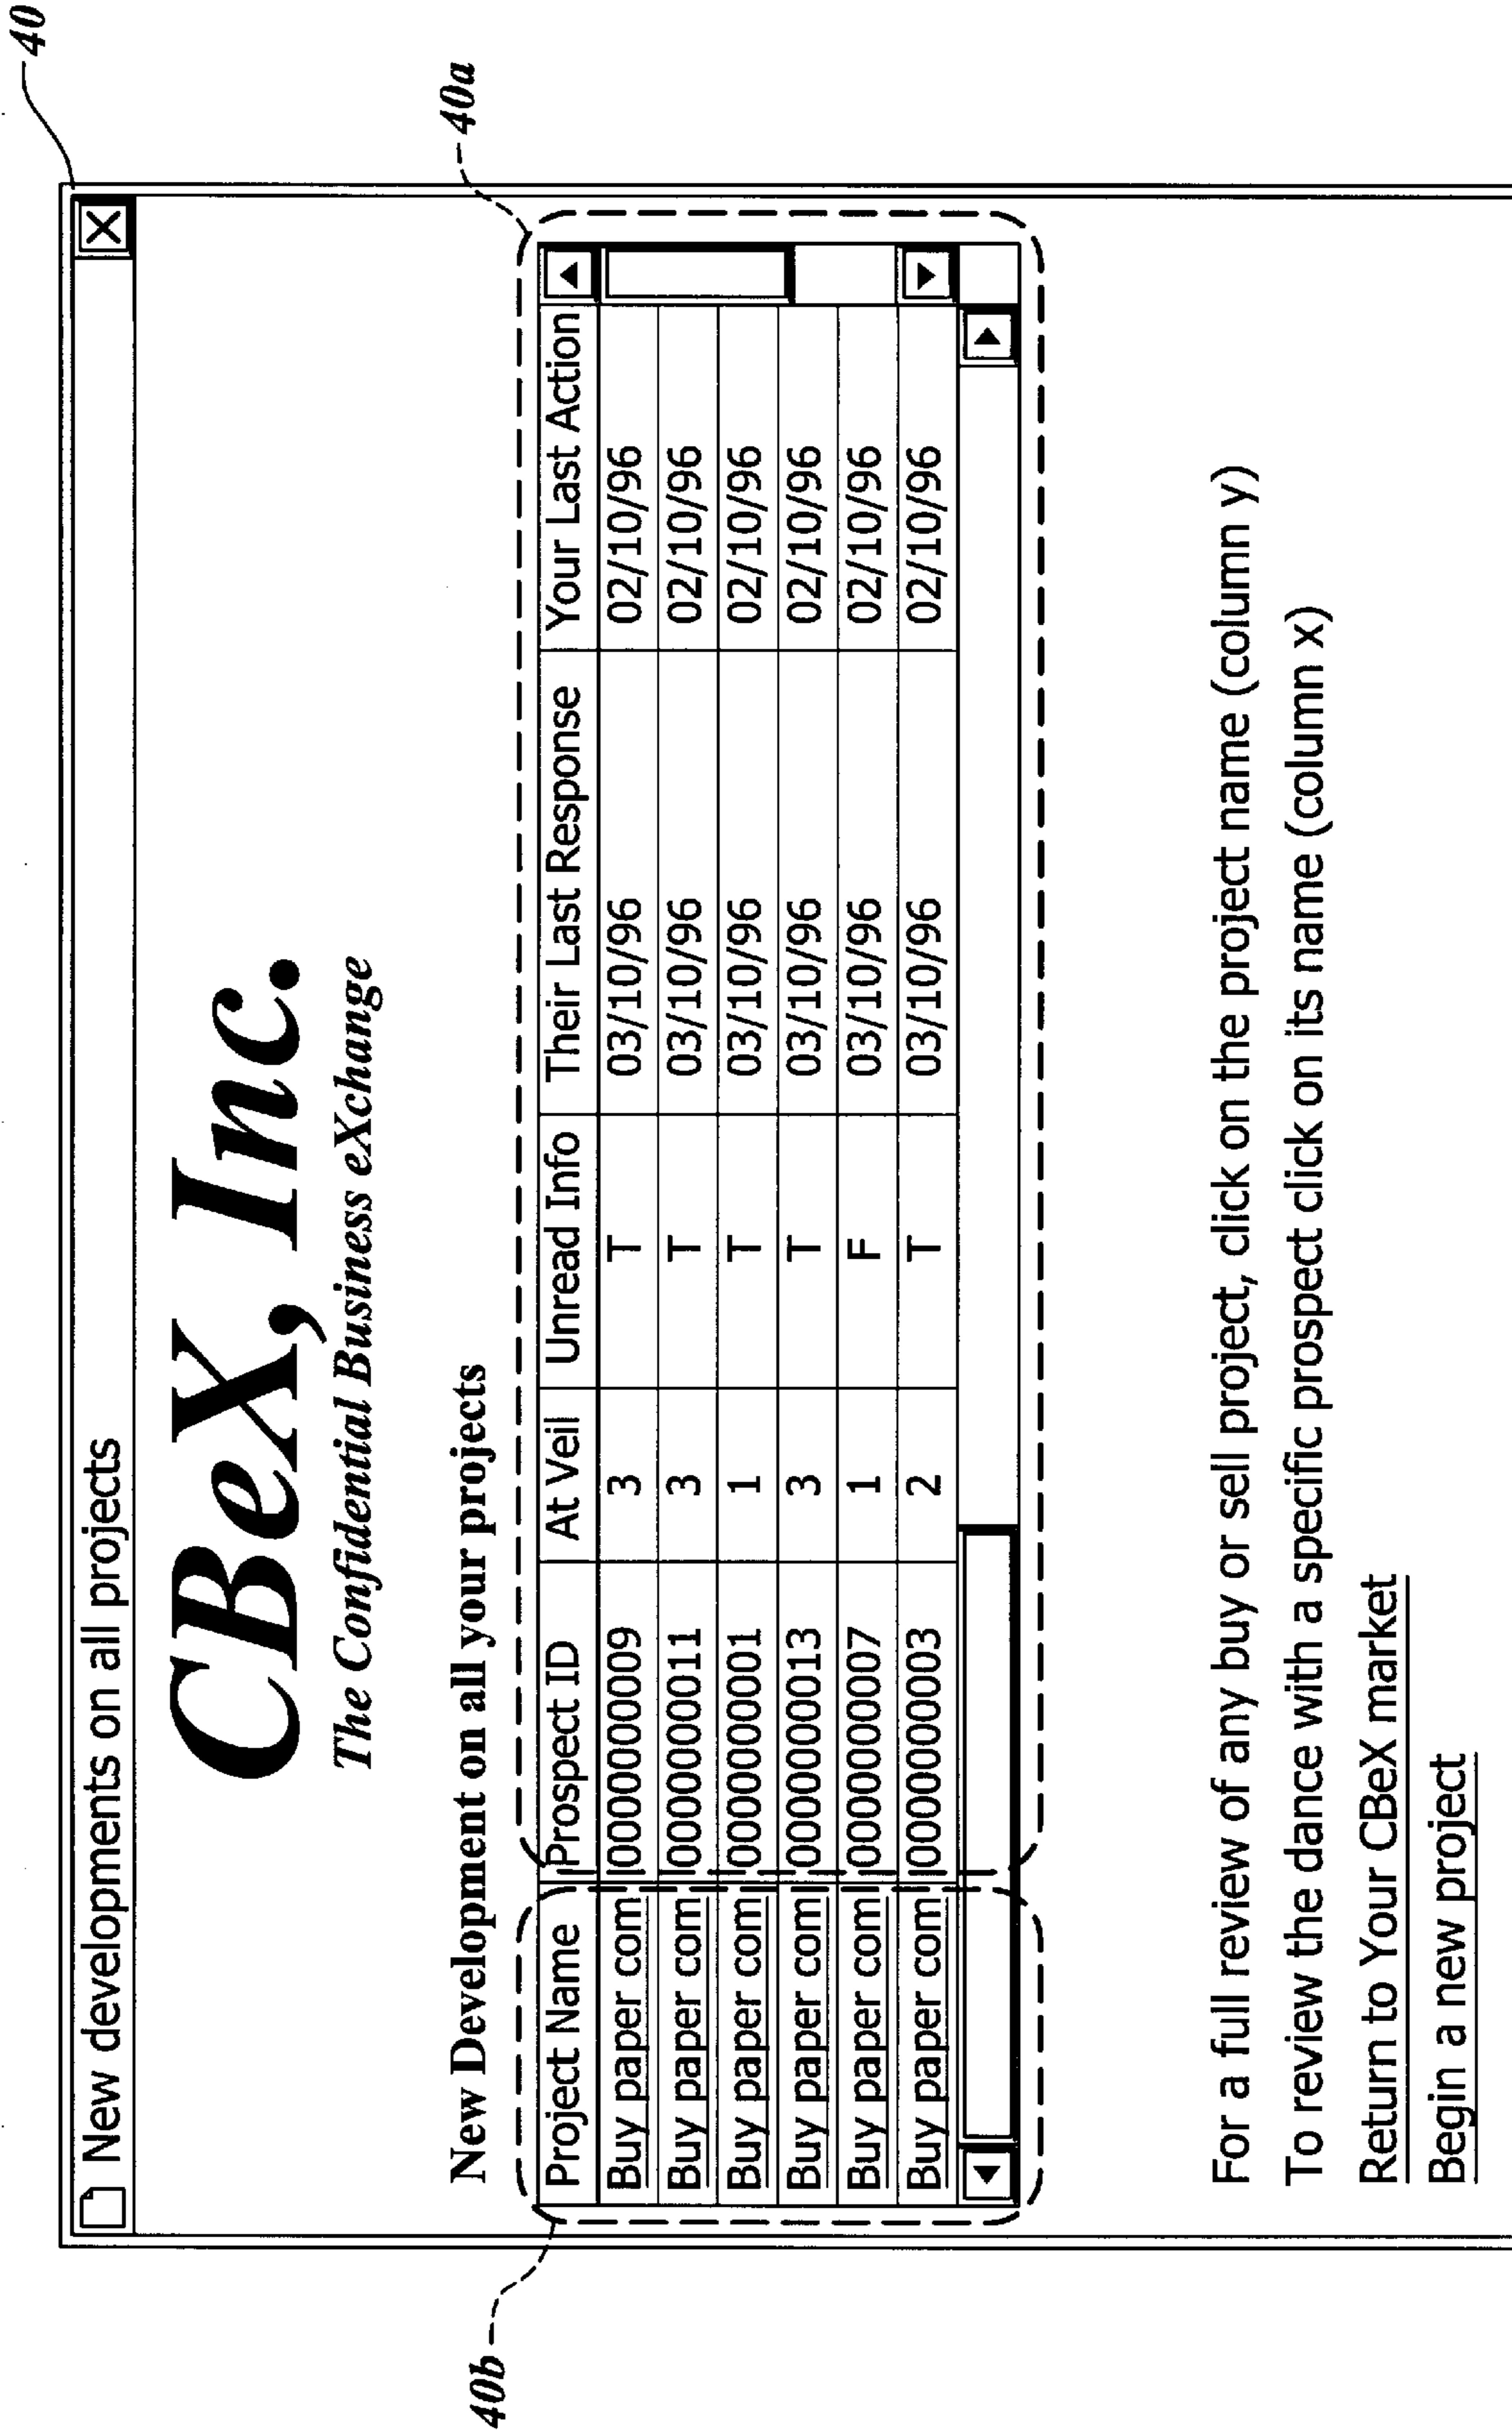 40
New developments on all projects
CBeX, Inc.
The Confidential Business eXchange
New Development on all your projects
40a
40b
Project Name Prospect ID At Veil Unread Info Their Last Response Your Last Action
Buy paper com 0000000009 3 T 03/10/96 02/10/96
Buy paper com 0000000011 3 T 03/10/96 02/10/96
Buy paper com 0000000001 1 T 03/10/96 02/10/96
Buy paper com 0000000013 3 T 03/10/96 02/10/96
Buy paper com 0000000007 1 F 03/10/96 02/10/96
Buy paper com 0000000003 2 T 03/10/96 02/10/96
For a full review of any buy or sell project, click on the project name (column y)
To review the dance with a specific prospect click on its name (column x)
Return to Your CBeX market
Begin a new project